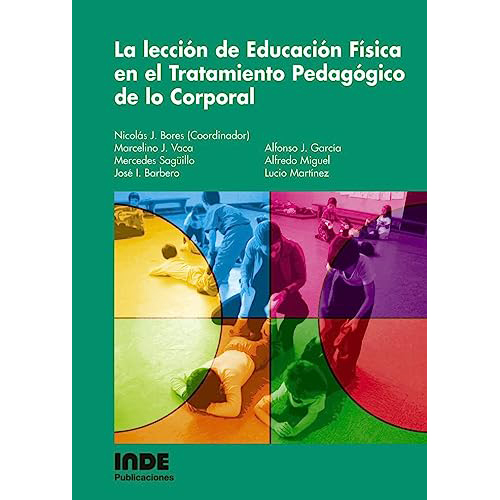 La lección de Educación Física
en el Tratamiento Pedagógico
de lo Corporal
Nicolás J. Bores (Coordinador)
Marcelino J. Vaca
Mercedes Sagüillo
José I. Barbero
Alfonso J. García
Alfredo Miguel
Lucio Martínez
INDE
Publicaciones